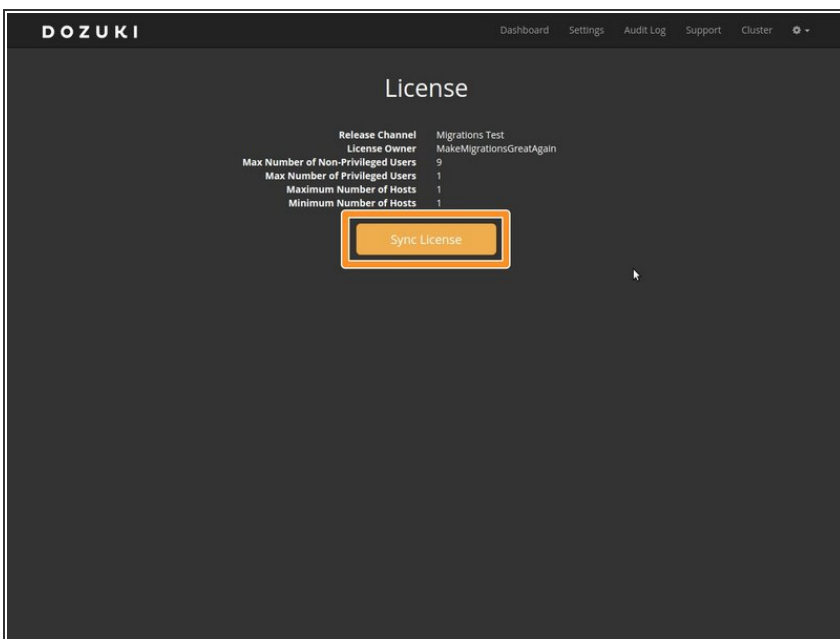 DOZUKI Dashboard Settings Audit Log Support Cluster
License
Release Channel Migrations Test
License Owner MakeMigrationsGreatAgain
Max Number of Non-Privileged Users 9
Max Number of Privileged Users 1
Maximum Number of Hosts 1
Minimum Number of Hosts 1
Sync License